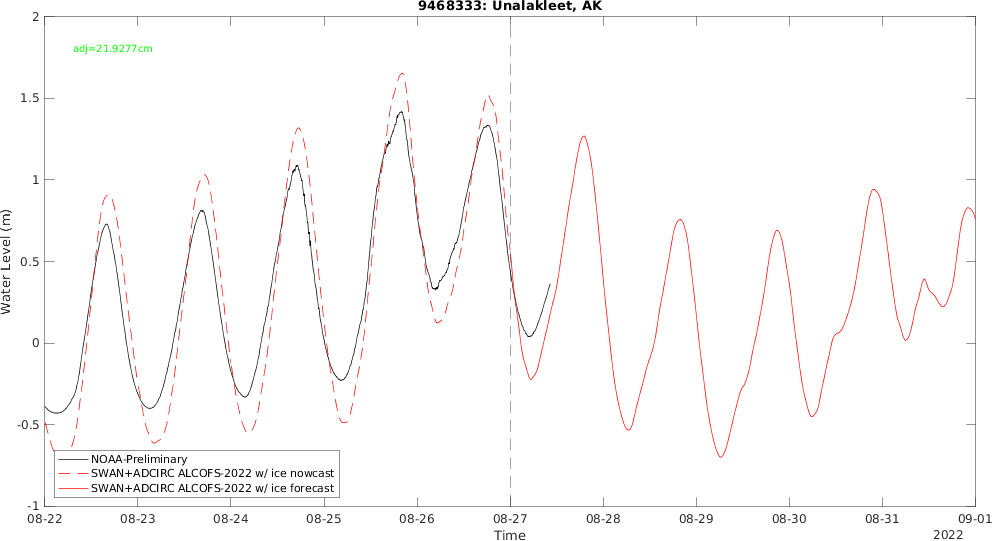 9468333: Unalakleet, AK
adj=21.9277cm
Water Level (m)
2
1.5
1
0.5
0
-0.5
-1
NOAA-Preliminary
SWAN+ADCIRC ALCOFS-2022 w/ ice nowcast
SWAN+ADCIRC ALCOFS-2022 w/ ice forecast
08-22 08-23 08-24 08-25 08-26 08-27 08-28 08-29 08-30 08-31 09-01
Time
2022